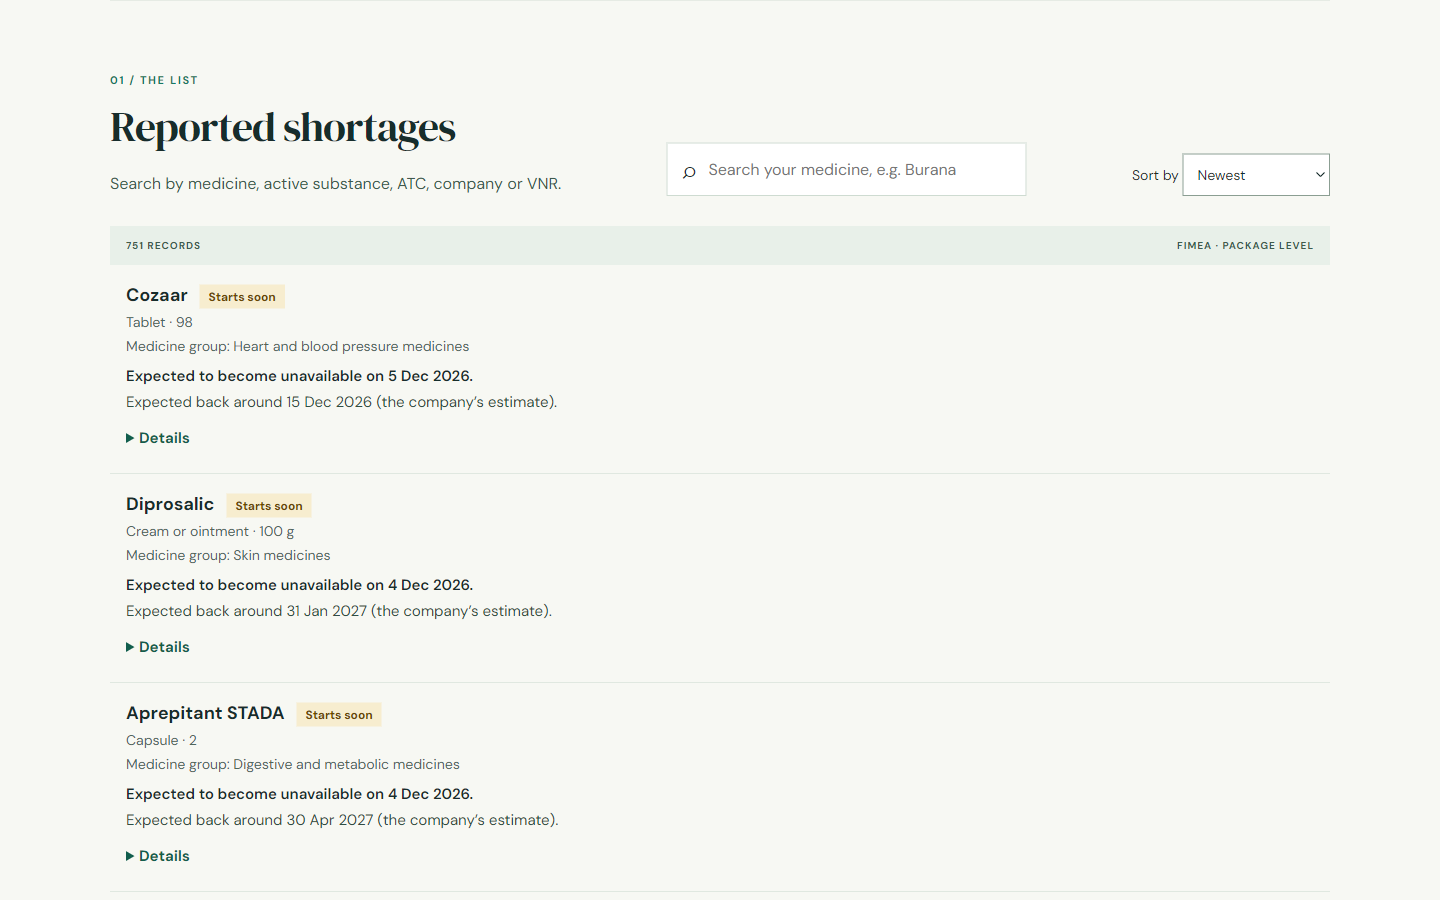 01 / THE LIST
Reported shortages
Search by medicine, active substance, ATC, company or VNR.
Search your medicine, e.g. Burana
Sort by Newest
751 RECORDS
FIMEA · PACKAGE LEVEL
Cozaar Starts soon
Tablet · 98
Medicine group: Heart and blood pressure medicines
Expected to become unavailable on 5 Dec 2026.
Expected back around 15 Dec 2026 (the company’s estimate).
Details
Diprosalic Starts soon
Cream or ointment · 100 g
Medicine group: Skin medicines
Expected to become unavailable on 4 Dec 2026.
Expected back around 31 Jan 2027 (the company’s estimate).
Details
Aprepitant STADA Starts soon
Capsule · 2
Medicine group: Digestive and metabolic medicines
Expected to become unavailable on 4 Dec 2026.
Expected back around 30 Apr 2027 (the company’s estimate).
Details